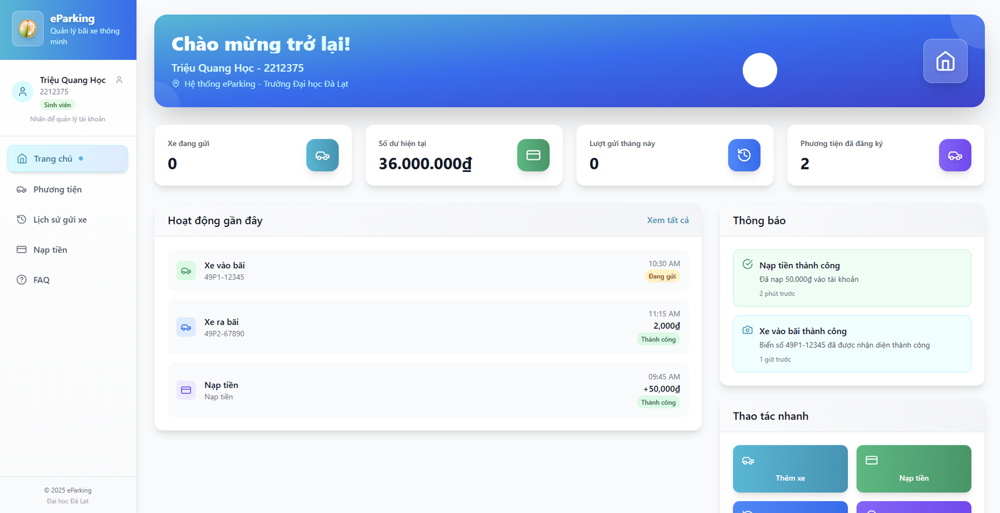 eParking
Quản lý bãi xe thông
minh
Triệu Quang Học
2212375
Sinh viên
Nhấn để quản lý tài khoản
Trang chủ
Phương tiện
Lịch sử gửi xe
Nạp tiền
FAQ
© 2025 eParking
Đại học Đà Lạt
Chào mừng trở lại!
Triệu Quang Học - 2212375
Hệ thống eParking - Trường Đại học Đà Lạt
Xe đang gửi
0
Số dư hiện tại
36.000.000₫
Lượt gửi tháng này
0
Phương tiện đã đăng ký
2
Hoạt động gần đây
Xem tất cả
Xe vào bãi
49P1-12345
10:30 AM
Đang gửi
Xe ra bãi
49P2-67890
11:15 AM
2,000₫
Thành công
Nạp tiền
Nạp tiền
09:45 AM
+50,000₫
Thành công
Thông báo
Nạp tiền thành công
Đã nạp 50,000₫ vào tài khoản
2 phút trước
Xe vào bãi thành công
Biển số 49P1-12345 đã được nhận diện thành công
1 giờ trước
Thao tác nhanh
Thêm xe
Nạp tiền